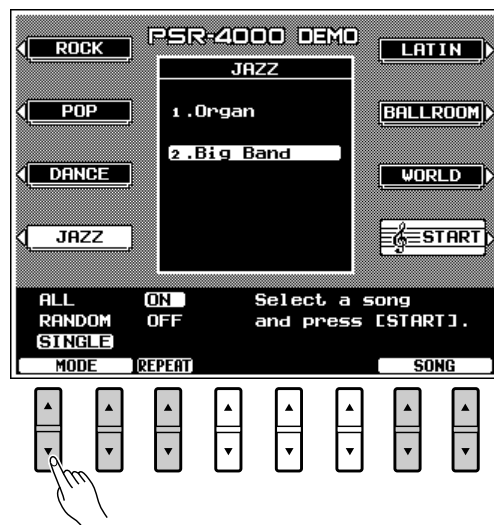 PSR-4000 DEMO
ROCK
POP
DANCE
JAZZ
JAZZ
1.Organ
2.Big Band
LATIN
BALLROOM
WORLD
START
ALL
RANDOM
SINGLE
ON
OFF
Select a song
and press [START].
MODE REPEAT SONG